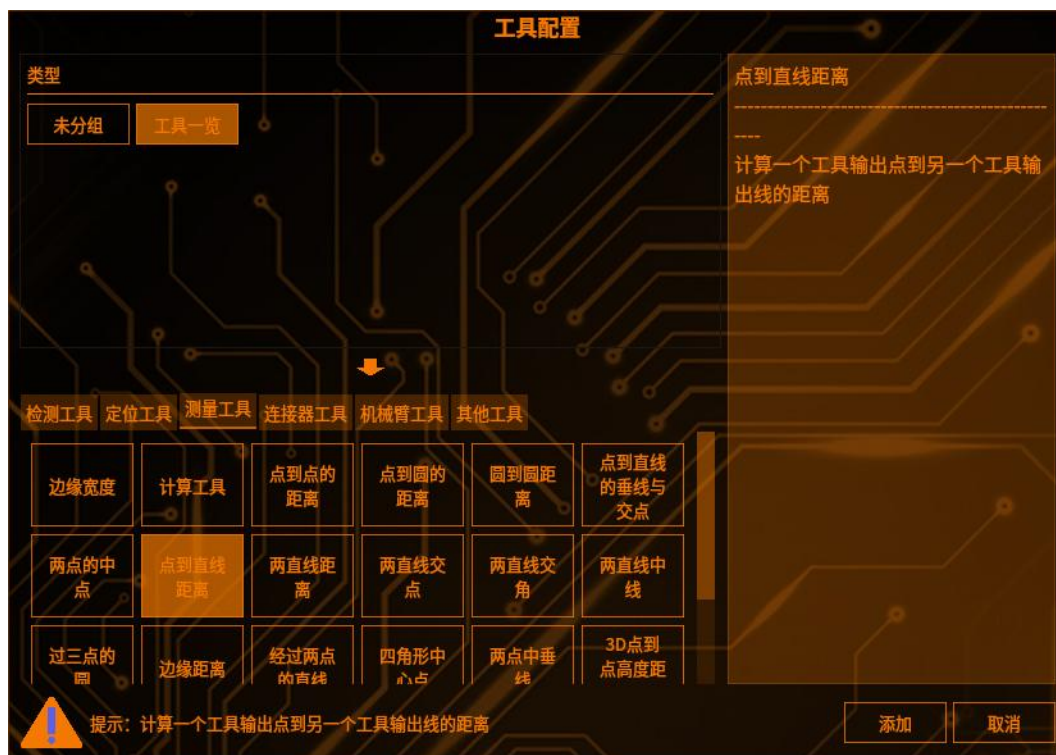 工具配置
类型
未分组
工具一览
点到直线距离
-----------------------------------------------
----
计算一个工具输出点到另一个工具输
出线的距离
检测工具
定位工具
测量工具
连接器工具
机械臂工具
其他工具
边缘宽度
计算工具
点到点的
距离
点到圆的
距离
圆到圆距
离
点到直线
的垂线与
交点
两点的中
点
点到直线
距离
两直线距
离
两直线交
点
两直线交
角
两直线中
线
过三点的
圆
边缘距离
经过两点
的直线
四角形中
心点
两点中垂
线
3D点到
点高度距
提示：计算一个工具输出点到另一个工具输出线的距离
添加
取消